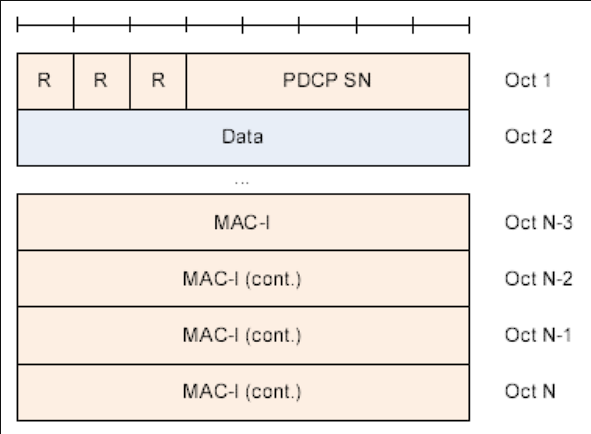 R R R PDCP SN Oct 1
Data Oct 2
...
MAC-I Oct N-3
MAC-I (cont.) Oct N-2
MAC-I (cont.) Oct N-1
MAC-I (cont.) Oct N